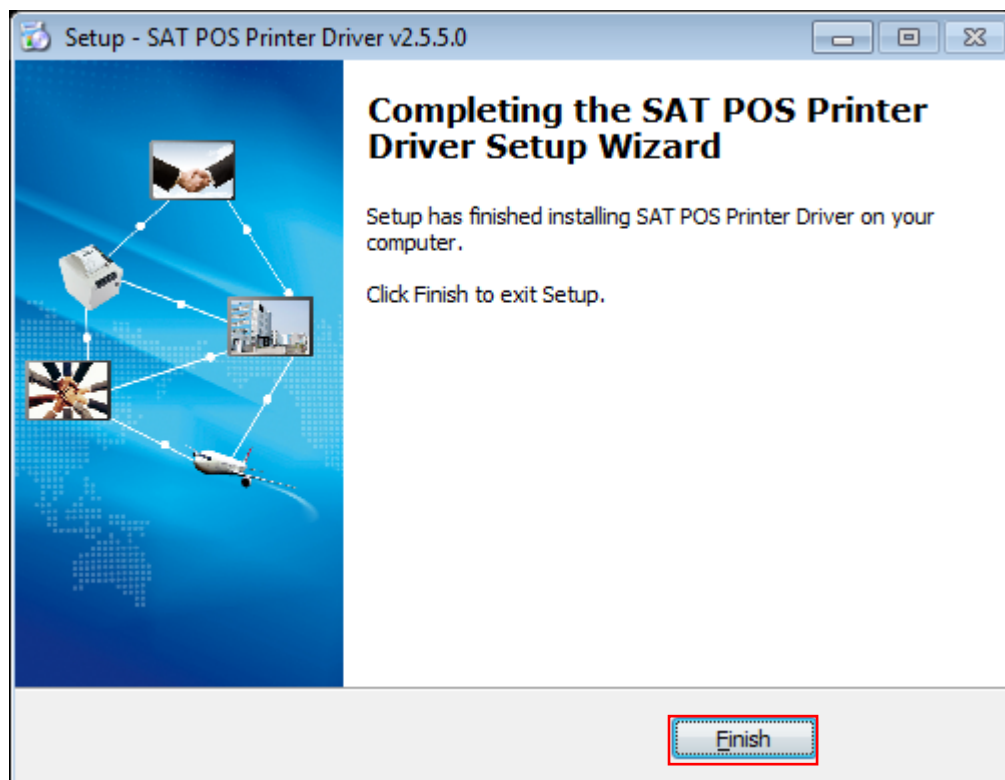 Setup - SAT POS Printer Driver v2.5.5.0
Completing the SAT POS Printer
Driver Setup Wizard
Setup has finished installing SAT POS Printer Driver on your
computer.
Click Finish to exit Setup.
Finish